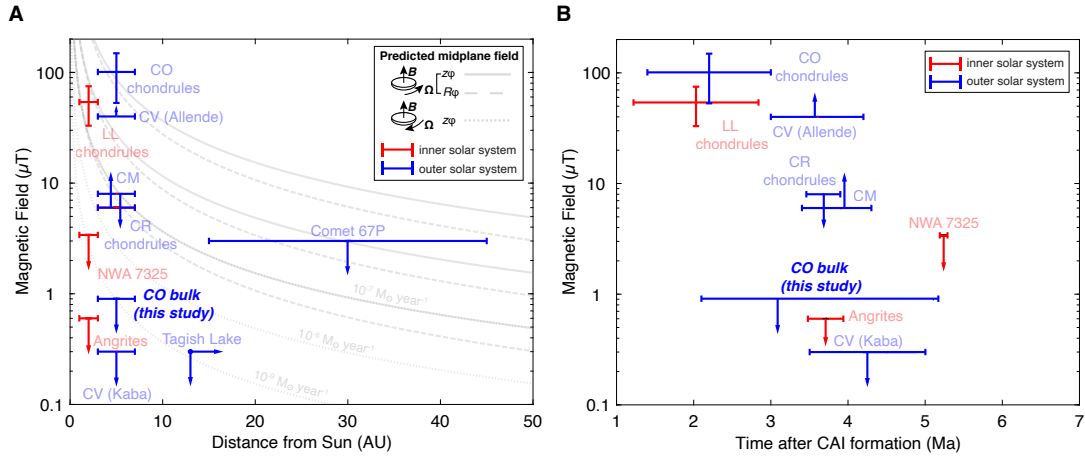 A
100
10
1
0.1
Magnetic Field (μT)
0
10
20
30
40
50
Distance from Sun (AU)
Predicted midplane field
B
Ω
zφ
Rφ
B
Ω
zφ
inner solar system
outer solar system
CO
chondrules
CV (Allende)
LL
chondrules
CM
CR
chondrules
Comet 67P
NWA 7325
CO bulk
(this study)
Angrites
Tagish Lake
CV (Kaba)
10⁻⁷ M⊙ year⁻¹
10⁻⁸ M⊙ year⁻¹
10⁻⁹ M⊙ year⁻¹
B
100
10
1
0.1
Magnetic Field (μT)
1
2
3
4
5
6
7
Time after CAI formation (Ma)
inner solar system
outer solar system
CO
chondrules
LL
chondrules
CV (Allende)
CR
chondrules
CM
NWA 7325
CO bulk
(this study)
Angrites
CV (Kaba)